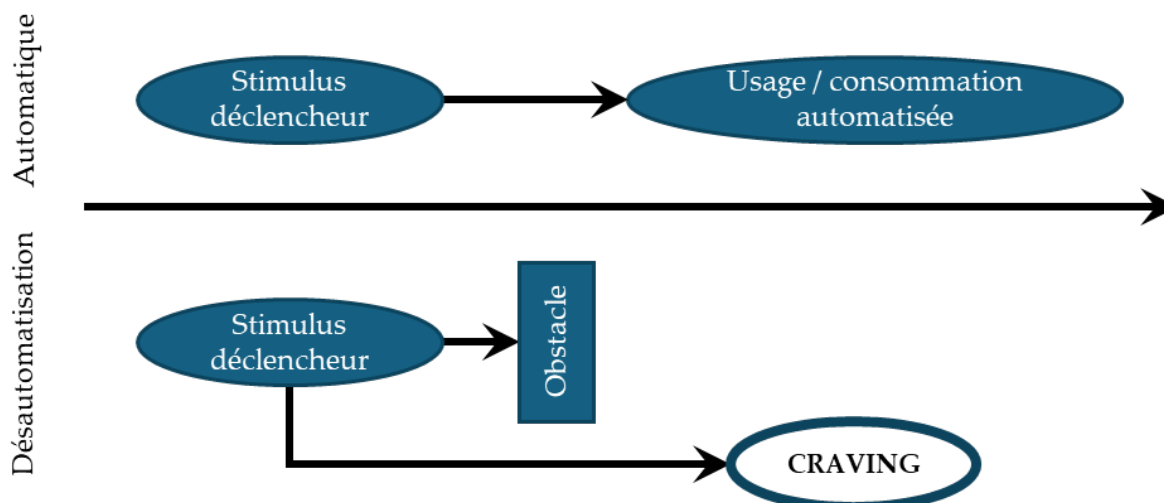 Automatique
Stimulus
déclencheur
Usage / consommation
automatisée
Désautomatisation
Stimulus
déclencheur
Obstacle
CRAVING